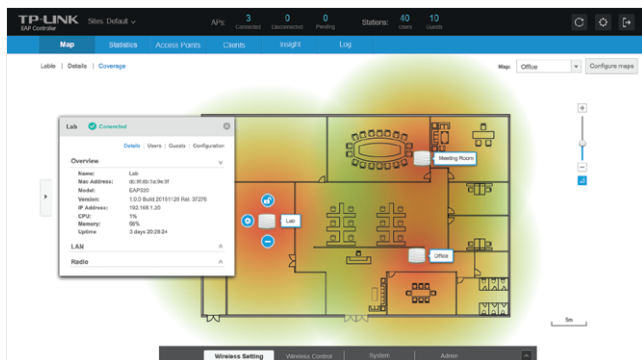 TP-LINK Sites: Default APs: 3 0 0 Stations: 40 10
EAP Controller Connected Disconnected Pending Users Guests
Map Statistics Access Points Clients Insight Log
Lable | Details | Coverage Map: Office Configure maps
Lab Connected
Details | Users | Guests | Configuration
Overview
Name: Lab
Mac Address:
Model: EAP320
Version: 1.0.0 Build 20151128 Rel. 37276
IP Address: 192.168.1.20
CPU: 1%
Memory: 66%
Uptime 3 days 20:28:24
LAN
Radio
Meeting Room
Lab
Office
5m
Wireless Setting Wireless Control System Admin